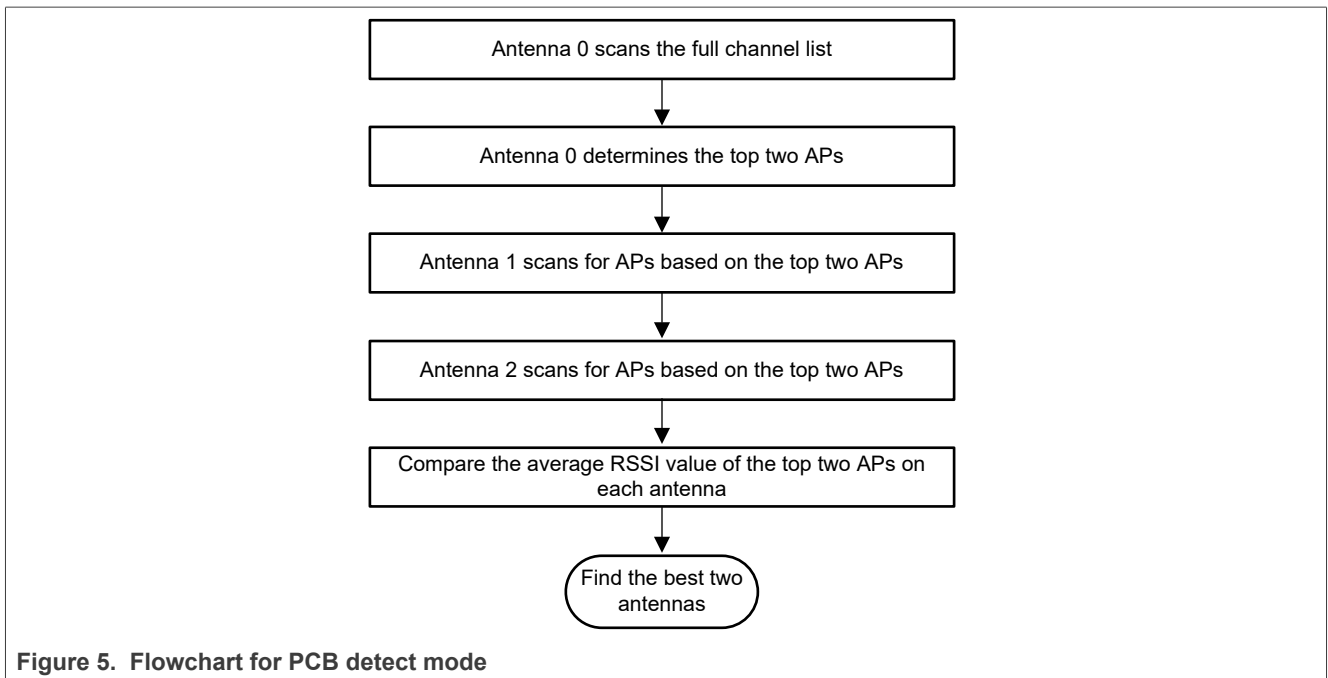 Antenna 0 scans the full channel list
Antenna 0 determines the top two APs
Antenna 1 scans for APs based on the top two APs
Antenna 2 scans for APs based on the top two APs
Compare the average RSSI value of the top two APs on
each antenna
Find the best two
antennas
Figure 5. Flowchart for PCB detect mode